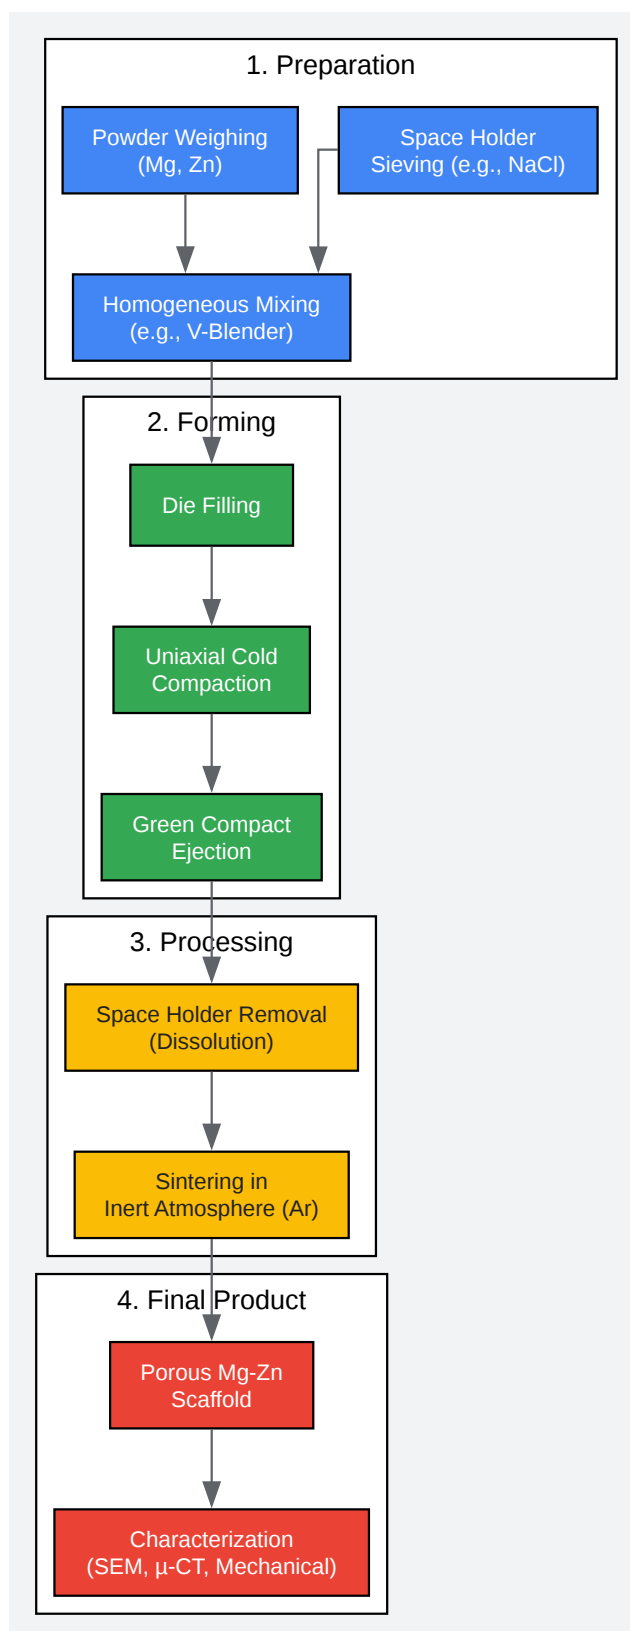 1. Preparation
Powder Weighing
(Mg, Zn)
Space Holder
Sieving (e.g., NaCl)
Homogeneous Mixing
(e.g., V-Blender)
2. Forming
Die Filling
Uniaxial Cold
Compaction
Green Compact
Ejection
3. Processing
Space Holder Removal
(Dissolution)
Sintering in
Inert Atmosphere (Ar)
4. Final Product
Porous Mg-Zn
Scaffold
Characterization
(SEM, µ-CT, Mechanical)